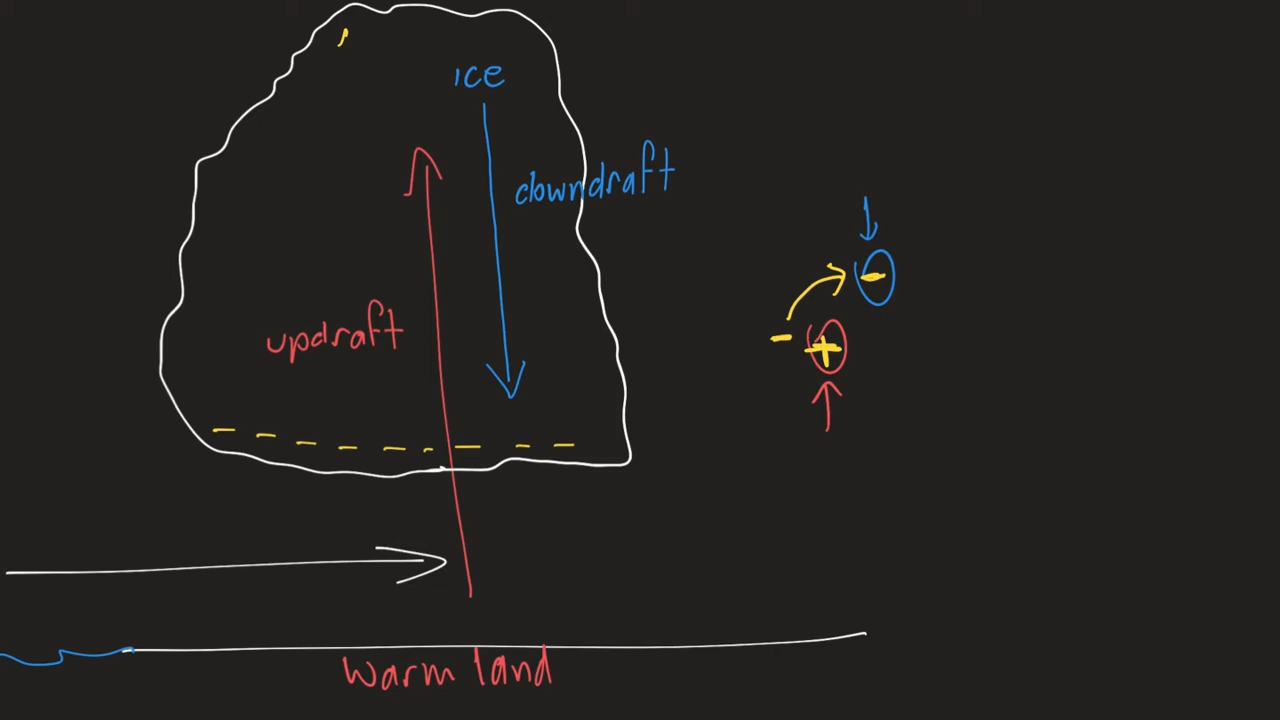 ice
downdraft
updraft
- +
-
warm land